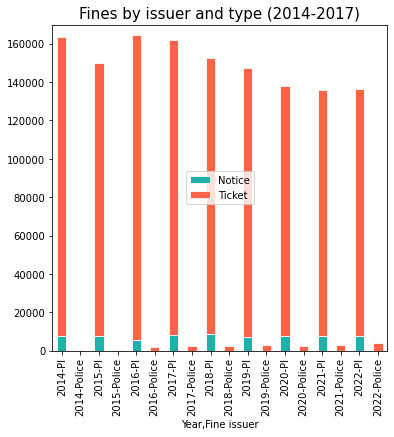 Fines by issuer and type (2014-2017)
160000
140000
120000
100000
80000
60000
40000
20000
0
Notice
Ticket
2014-PI
2014-Police
2015-PI
2015-Police
2016-PI
2016-Police
2017-PI
2017-Police
2018-PI
2018-Police
2019-PI
2019-Police
2020-PI
2020-Police
2021-PI
2021-Police
2022-PI
2022-Police
Year,Fine issuer